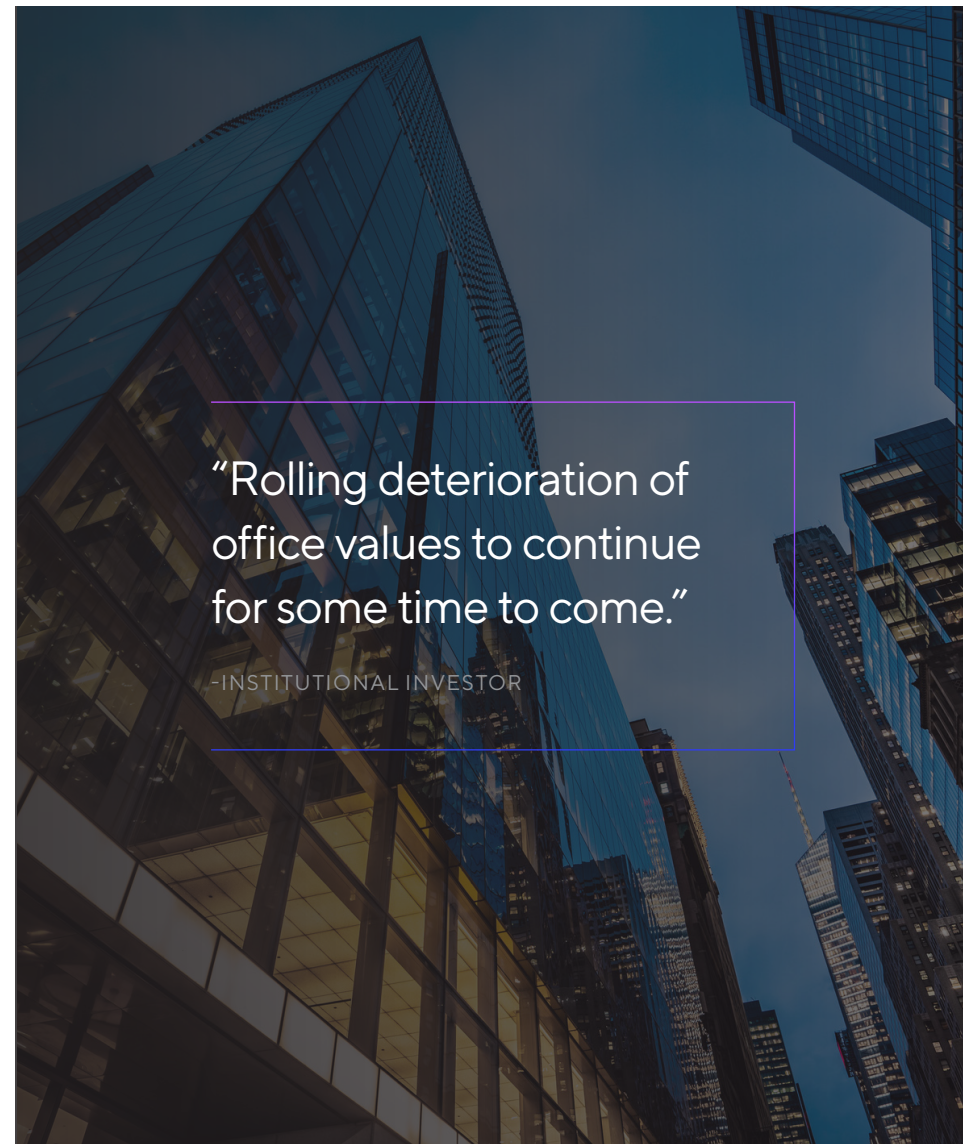 “Rolling deterioration of
office values to continue
for some time to come.”
-INSTITUTIONAL INVESTOR